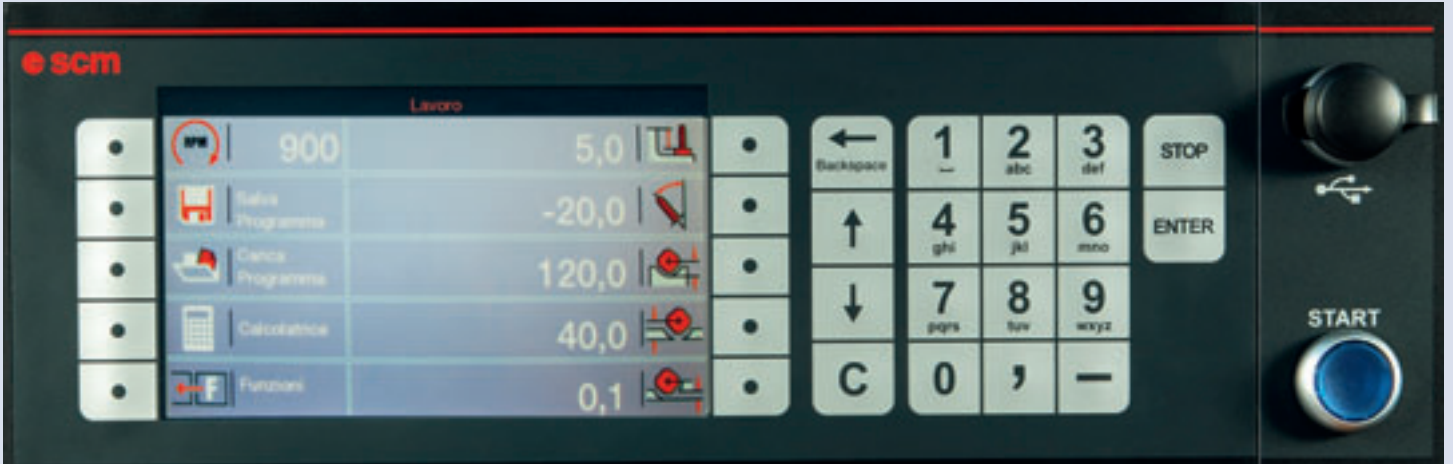 scm
Lavoro
RPM 900 5,0
Salva
Programma -20,0
Carica
Programma 120,0
Calcolatrice 40,0
F Funzioni 0,1
Backspace
1 2 3
abc def
4 5 6
ghi jkl mno
7 8 9
pqrs tuv wxyz
C 0 , —
STOP
ENTER
START